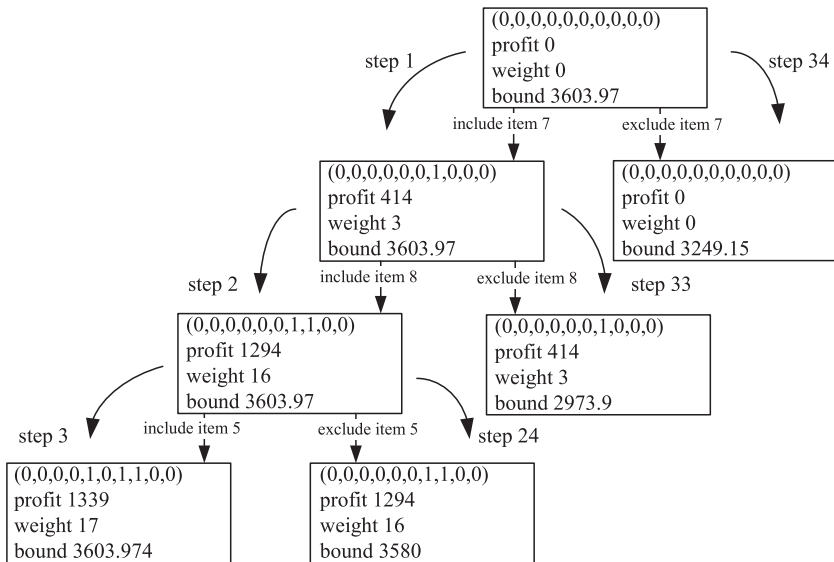 (0,0,0,0,0,0,0,0,0,0)
profit 0
weight 0
bound 3603.97
step 1
step 34
include item 7
exclude item 7
(0,0,0,0,0,0,1,0,0,0)
profit 414
weight 3
bound 3603.97
(0,0,0,0,0,0,0,0,0,0)
profit 0
weight 0
bound 3249.15
step 2
include item 8
exclude item 8
step 33
(0,0,0,0,0,0,1,1,0,0)
profit 1294
weight 16
bound 3603.97
(0,0,0,0,0,0,1,0,0,0)
profit 414
weight 3
bound 2973.9
step 3
include item 5
exclude item 5
step 24
(0,0,0,0,1,0,1,1,0,0)
profit 1339
weight 17
bound 3603.974
(0,0,0,0,0,0,1,1,0,0)
profit 1294
weight 16
bound 3580